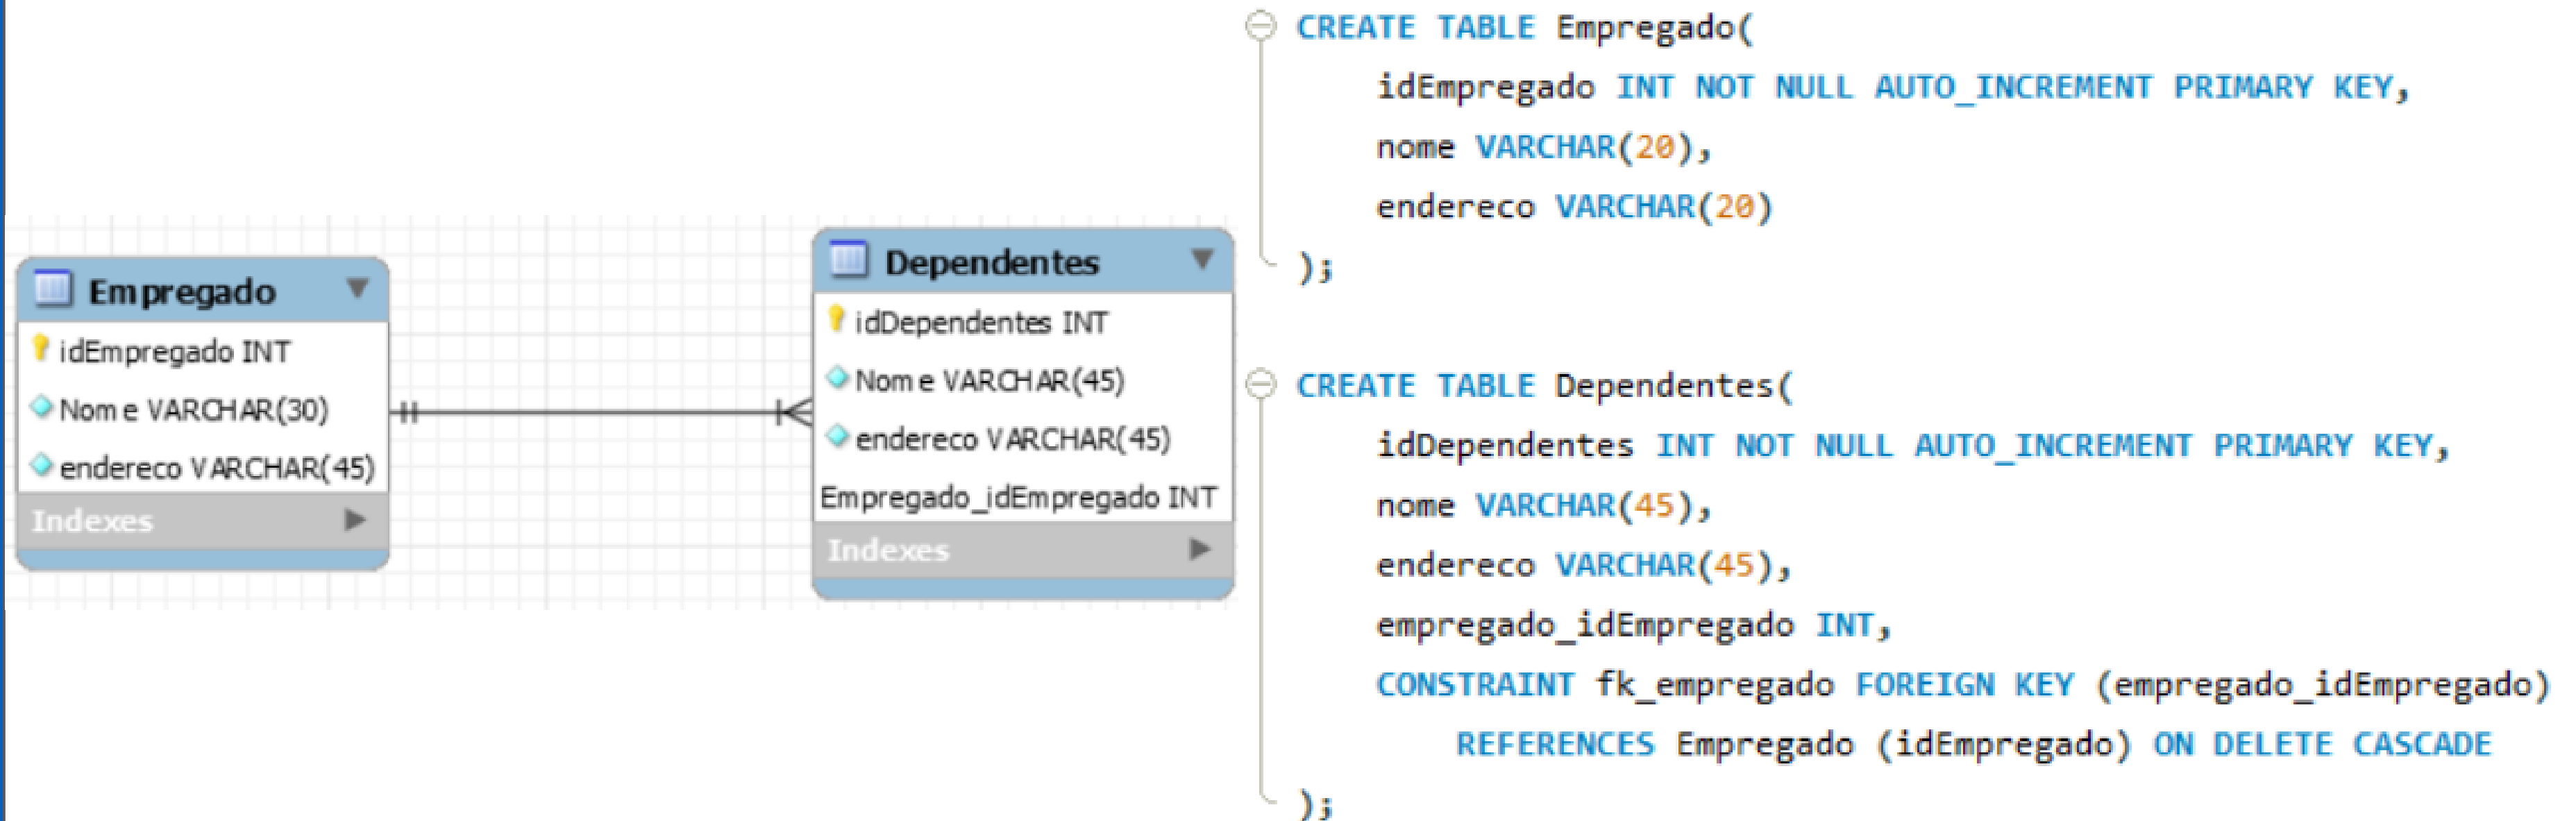 Empregado
idEmpregado INT
Nome VARCHAR(30)
endereco VARCHAR(45)
Indexes
Dependentes
idDependentes INT
Nome VARCHAR(45)
endereco VARCHAR(45)
Empregado_idEmpregado INT
Indexes
CREATE TABLE Empregado(
idEmpregado INT NOT NULL AUTO_INCREMENT PRIMARY KEY,
nome VARCHAR(20),
endereco VARCHAR(20)
);
CREATE TABLE Dependentes(
idDependentes INT NOT NULL AUTO_INCREMENT PRIMARY KEY,
nome VARCHAR(45),
endereco VARCHAR(45),
empregado_idEmpregado INT,
CONSTRAINT fk_empregado FOREIGN KEY (empregado_idEmpregado)
REFERENCES Empregado (idEmpregado) ON DELETE CASCADE
);